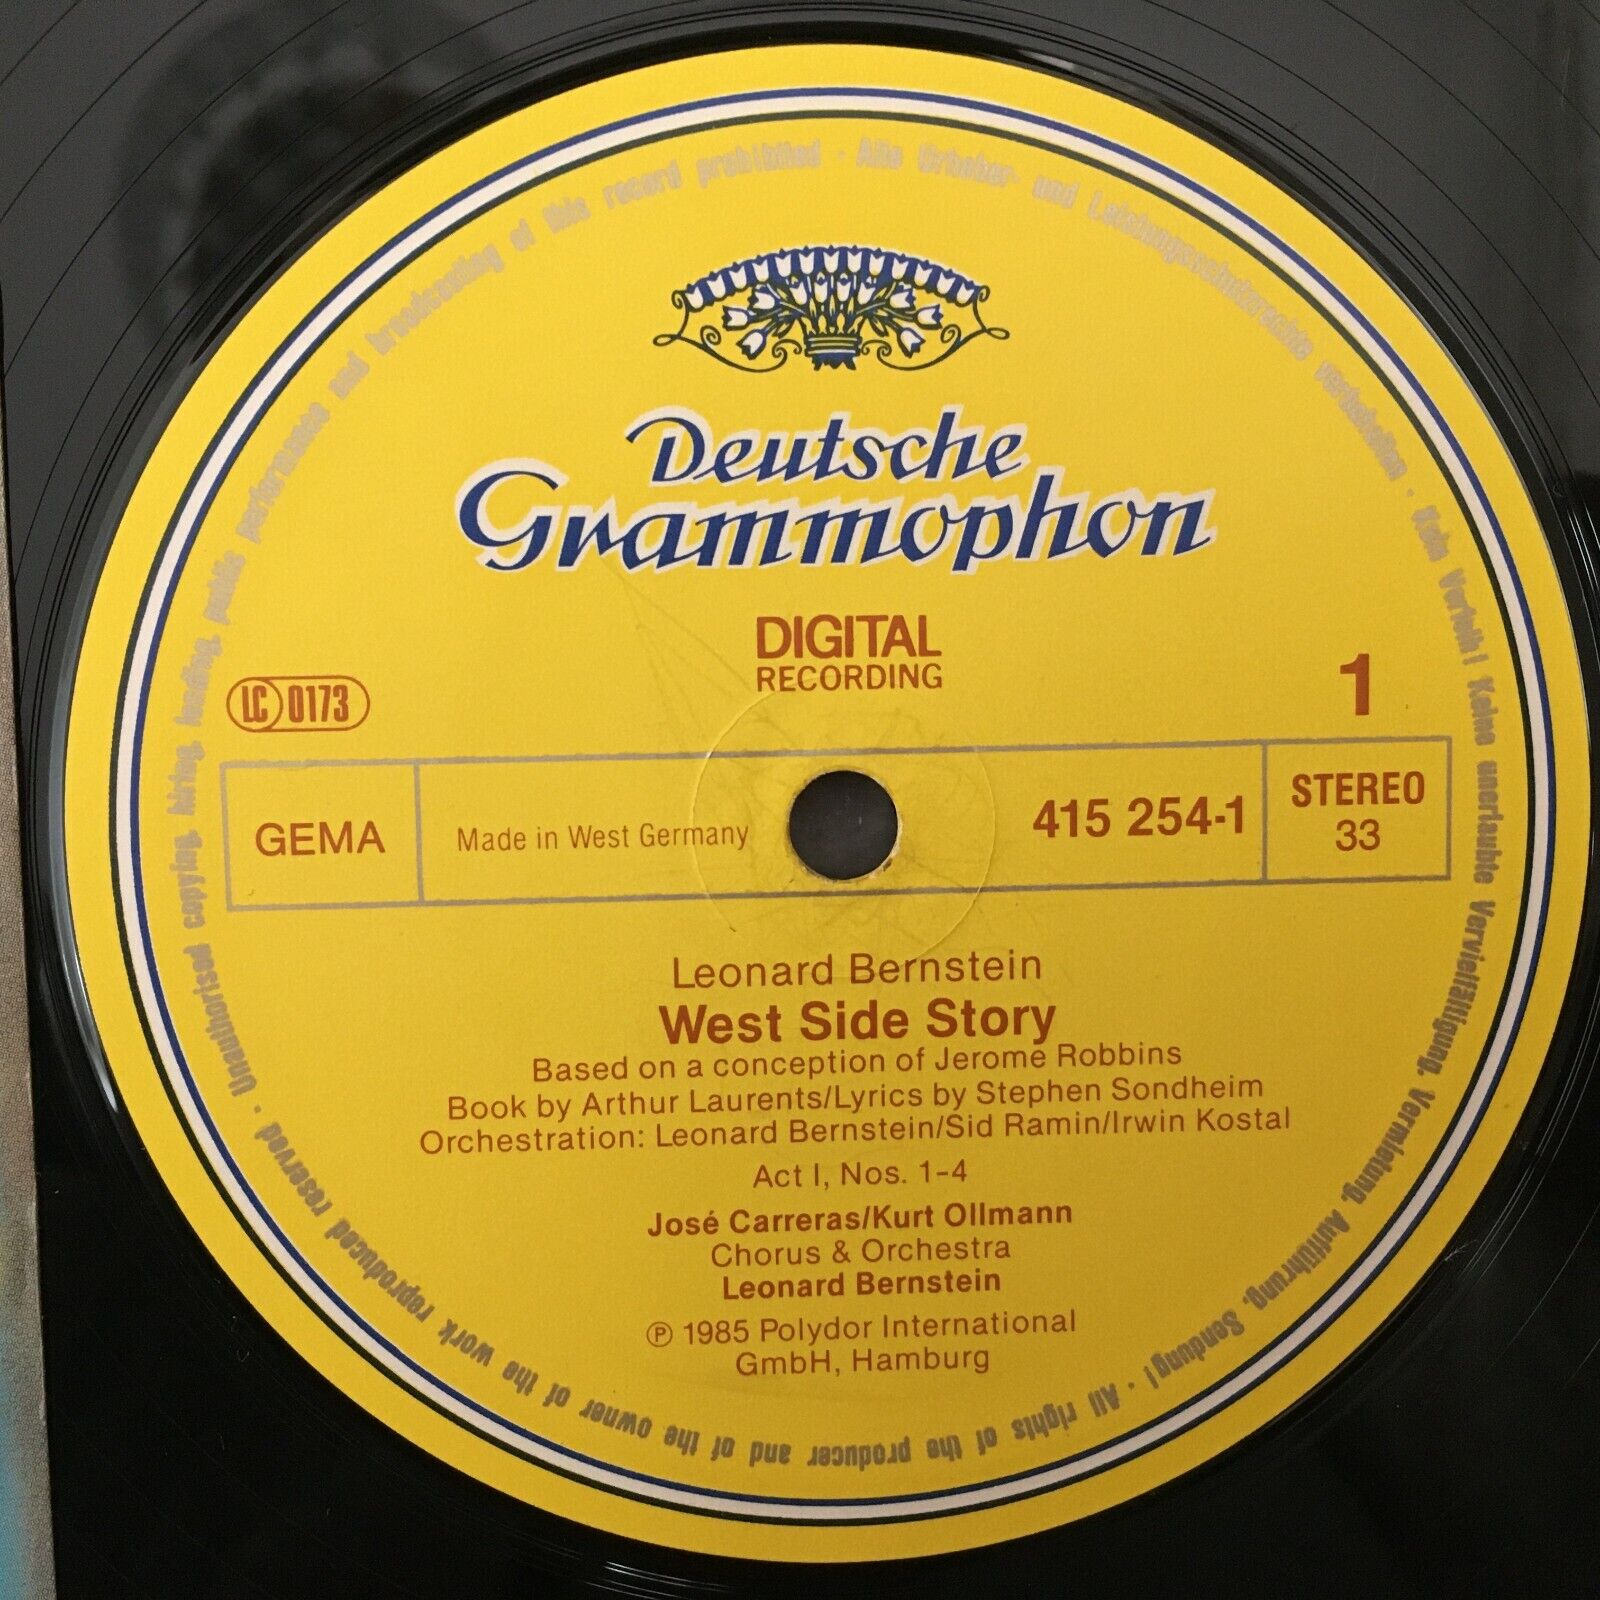 Deutsche
Grammophon
DIGITAL
RECORDING
LC 0173
1
GEMA
Made in West Germany
415 254-1
STEREO
33
Leonard Bernstein
West Side Story
Based on a conception of Jerome Robbins
Book by Arthur Laurents/Lyrics by Stephen Sondheim
Orchestration: Leonard Bernstein/Sid Ramin/Irwin Kostal
Act I, Nos. 1-4
José Carreras/Kurt Ollmann
Chorus & Orchestra
Leonard Bernstein
℗ 1985 Polydor International
GmbH, Hamburg
Alle Urheber- und Leistungsschutzrechte vorbehalten · Kein Verleih! Keine unerlaubte Vervielfältigung, Vermietung, Aufführung, Sendung! · All rights of the producer and of the owner of the work reproduced reserved · Unauthorised copying, hiring, lending, public performance and broadcasting of this record prohibited ·